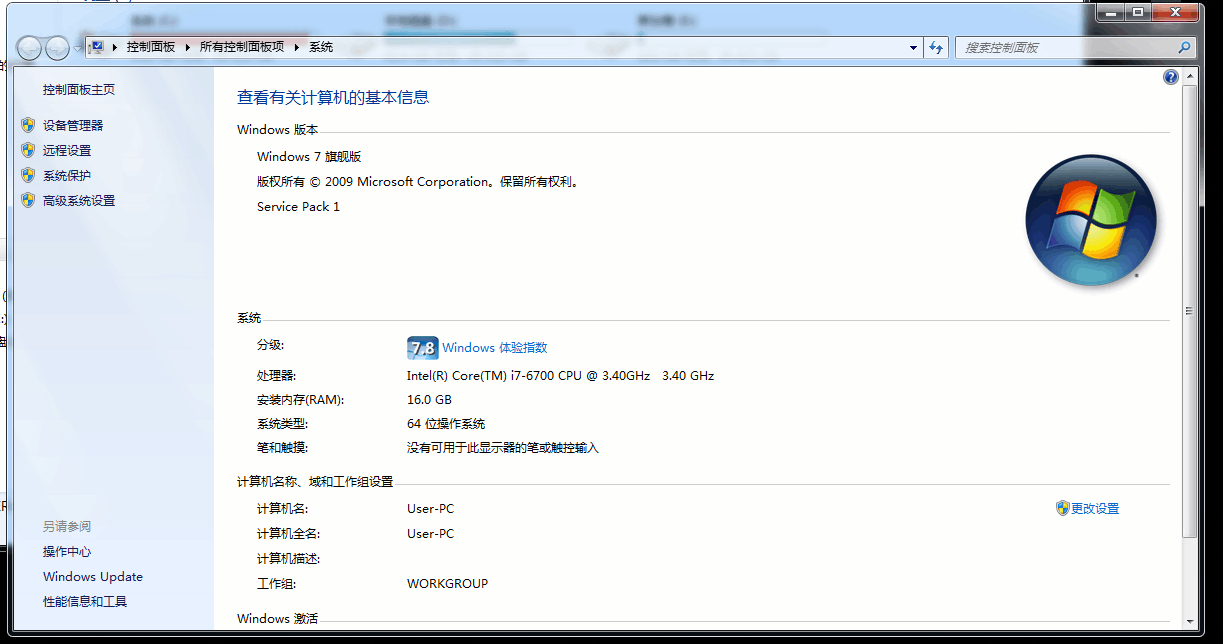 控制面板 ▸ 所有控制面板项 ▸ 系统
搜索控制面板
控制面板主页
设备管理器
远程设置
系统保护
高级系统设置
另请参阅
操作中心
Windows Update
性能信息和工具
查看有关计算机的基本信息
Windows 版本
Windows 7 旗舰版
版权所有 © 2009 Microsoft Corporation。保留所有权利。
Service Pack 1
系统
分级: 7.8 Windows 体验指数
处理器: Intel(R) Core(TM) i7-6700 CPU @ 3.40GHz 3.40 GHz
安装内存(RAM): 16.0 GB
系统类型: 64 位操作系统
笔和触摸: 没有可用于此显示器的笔或触控输入
计算机名称、域和工作组设置
计算机名: User-PC 更改设置
计算机全名: User-PC
计算机描述:
工作组: WORKGROUP
Windows 激活